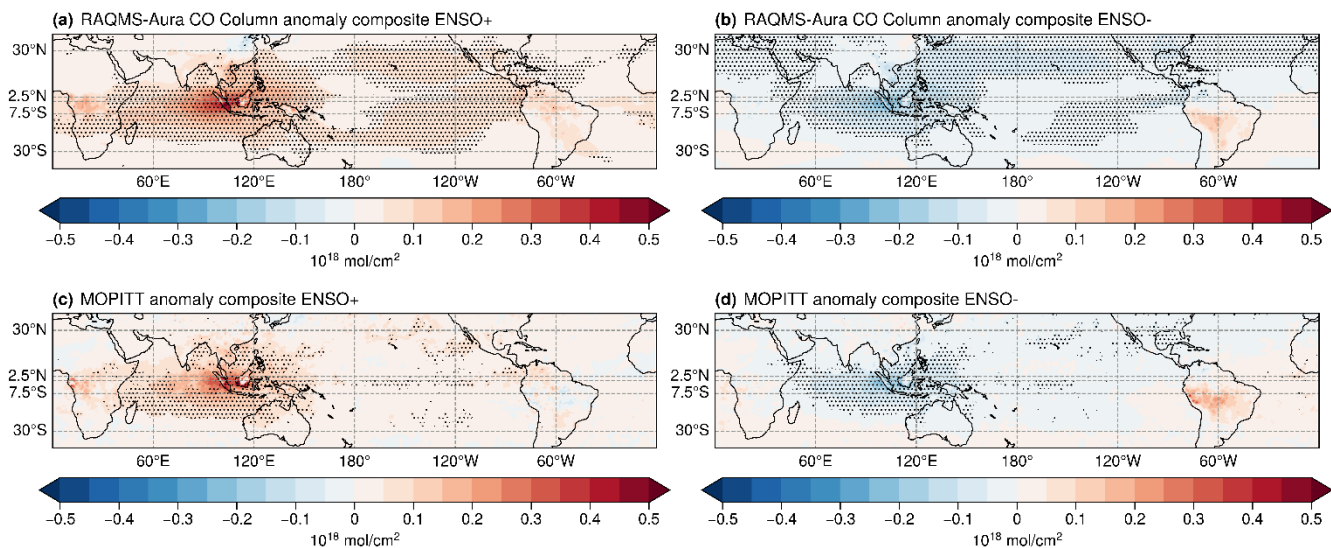 (a) RAQMS-Aura CO Column anomaly composite ENSO+
30°N
2.5°N
7.5°S
30°S
60°E 120°E 180° 120°W 60°W
−0.5 −0.4 −0.3 −0.2 −0.1 0 0.1 0.2 0.3 0.4 0.5
10¹⁸ mol/cm²
(b) RAQMS-Aura CO Column anomaly composite ENSO-
30°N
2.5°N
7.5°S
30°S
60°E 120°E 180° 120°W 60°W
−0.5 −0.4 −0.3 −0.2 −0.1 0 0.1 0.2 0.3 0.4 0.5
10¹⁸ mol/cm²
(c) MOPITT anomaly composite ENSO+
30°N
2.5°N
7.5°S
30°S
60°E 120°E 180° 120°W 60°W
−0.5 −0.4 −0.3 −0.2 −0.1 0 0.1 0.2 0.3 0.4 0.5
10¹⁸ mol/cm²
(d) MOPITT anomaly composite ENSO-
30°N
2.5°N
7.5°S
30°S
60°E 120°E 180° 120°W 60°W
−0.5 −0.4 −0.3 −0.2 −0.1 0 0.1 0.2 0.3 0.4 0.5
10¹⁸ mol/cm²